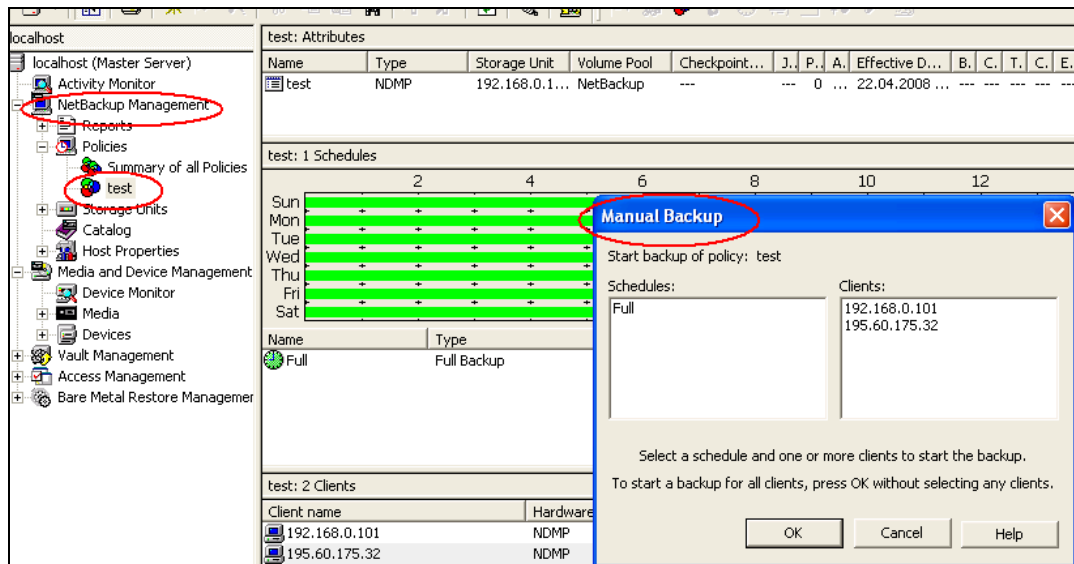 localhost
test: Attributes
localhost (Master Server)
Name Type Storage Unit Volume Pool Checkpoint... J.. P.. A. Effective D... B. C. T. C. E.
Activity Monitor
test NDMP 192.168.0.1... NetBackup --- --- 0 ... 22.04.2008 ... --- --- --- --- ---
NetBackup Management
Reports
Policies
Summary of all Policies
test
Storage Units
Catalog
Host Properties
Media and Device Management
Device Monitor
Media
Devices
Vault Management
Access Management
Bare Metal Restore Managemer
test: 1 Schedules
2 4 6 8 10 12
Sun
Mon
Tue
Wed
Thu
Fri
Sat
Name Type
Full Full Backup
test: 2 Clients
Client name Hardware
192.168.0.101 NDMP
195.60.175.32 NDMP
Manual Backup
Start backup of policy: test
Schedules: Clients:
Full 192.168.0.101
195.60.175.32
Select a schedule and one or more clients to start the backup.
To start a backup for all clients, press OK without selecting any clients.
OK Cancel Help